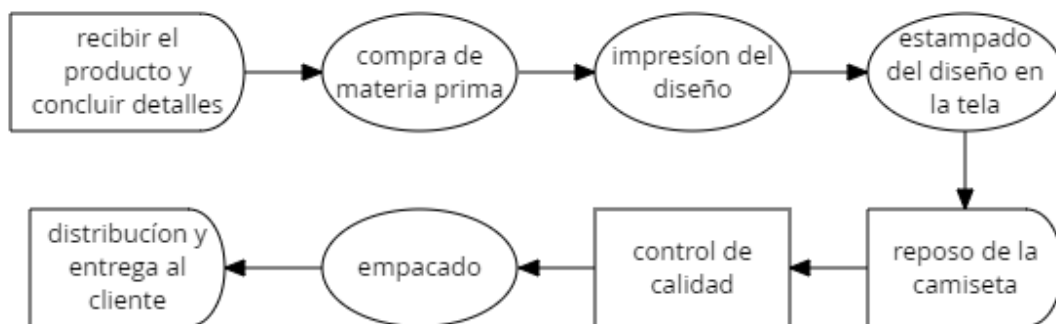 recibir el
producto y
concluir detalles
compra de
materia prima
impresíon del
diseño
estampado
del diseño en
la tela
reposo de la
camiseta
control de
calidad
empacado
distribucíon y
entrega al
cliente